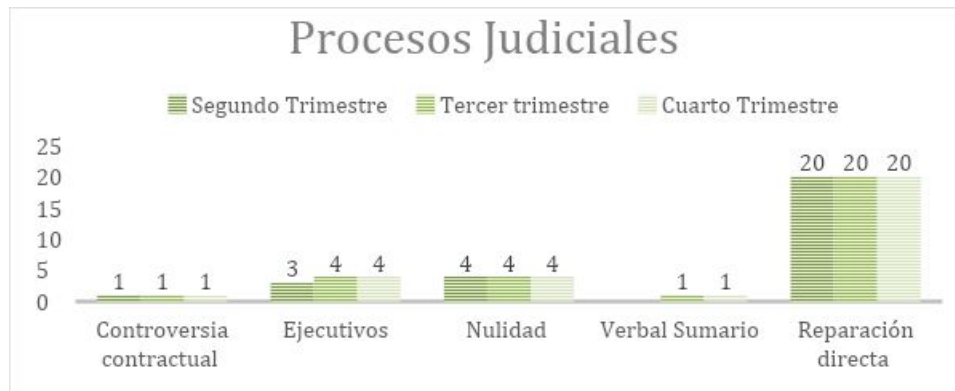 Procesos Judiciales
Segundo Trimestre Tercer trimestre Cuarto Trimestre
25
20
15
10
5
0
1 1 1
3 4 4
4 4 4
1 1
20 20 20
Controversia contractual
Ejecutivos
Nulidad
Verbal Sumario
Reparación directa